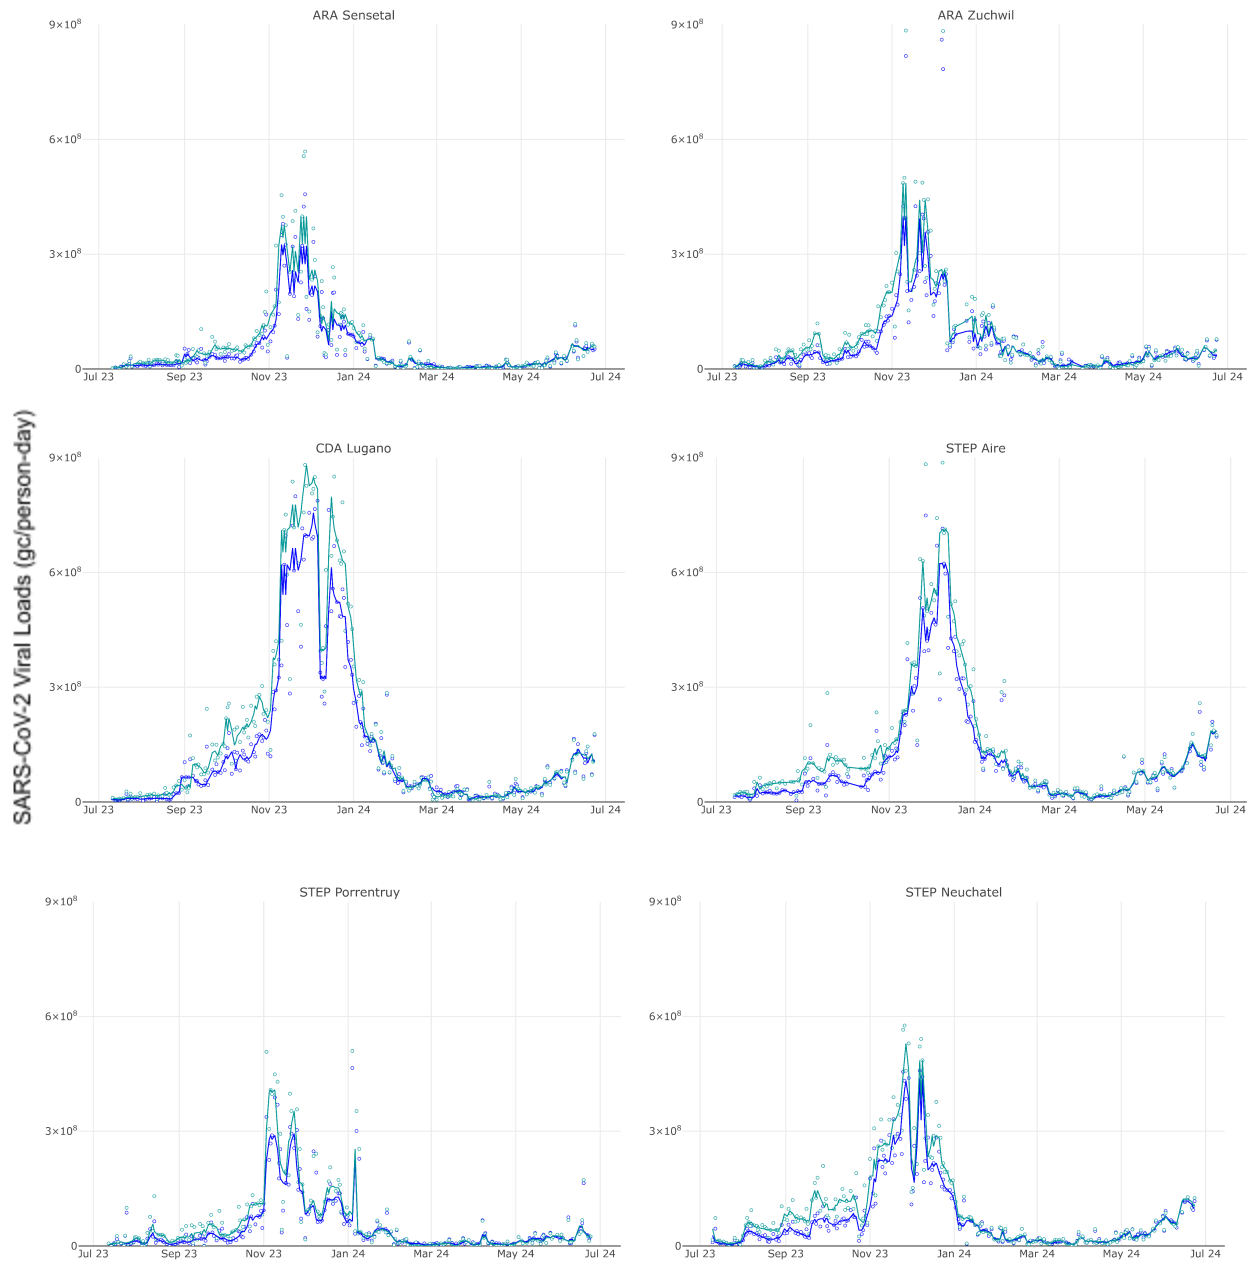 SARS-CoV-2 Viral Loads (gc/person-day)
ARA Sensetal
9×10⁸
6×10⁸
3×10⁸
0
Jul 23 Sep 23 Nov 23 Jan 24 Mar 24 May 24 Jul 24
ARA Zuchwil
9×10⁸
6×10⁸
3×10⁸
0
Jul 23 Sep 23 Nov 23 Jan 24 Mar 24 May 24 Jul 24
CDA Lugano
9×10⁸
6×10⁸
3×10⁸
0
Jul 23 Sep 23 Nov 23 Jan 24 Mar 24 May 24 Jul 24
STEP Aire
9×10⁸
6×10⁸
3×10⁸
0
Jul 23 Sep 23 Nov 23 Jan 24 Mar 24 May 24 Jul 24
STEP Porrentruy
9×10⁸
6×10⁸
3×10⁸
0
Jul 23 Sep 23 Nov 23 Jan 24 Mar 24 May 24 Jul 24
STEP Neuchatel
9×10⁸
6×10⁸
3×10⁸
0
Jul 23 Sep 23 Nov 23 Jan 24 Mar 24 May 24 Jul 24